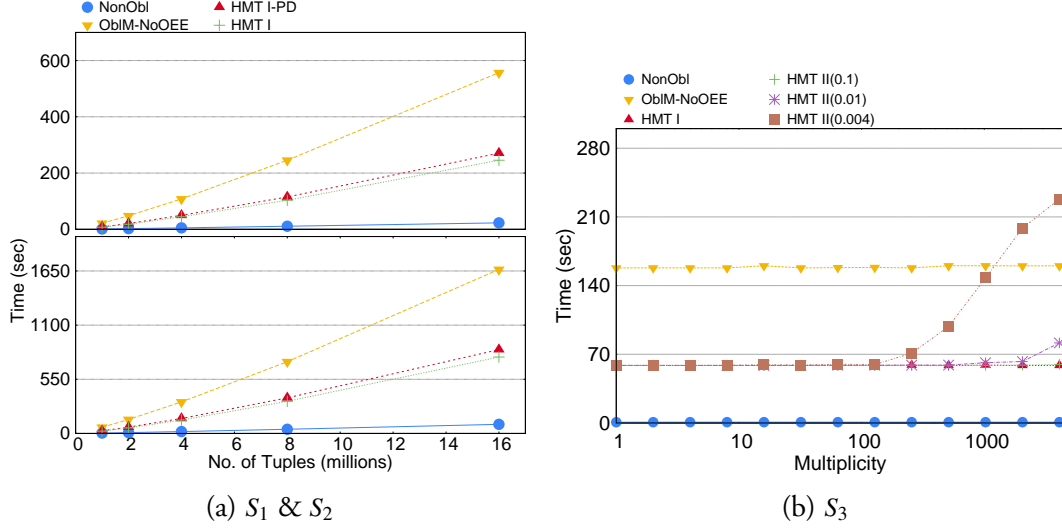 NonObl
OblM-NoOEE
HMT I-PD
HMT I
600
400
200
0
1650
1100
550
0
Time (sec)
0 2 4 6 8 10 12 14 16
No. of Tuples (millions)
(a) S₁ & S₂
NonObl
OblM-NoOEE
HMT I
HMT II(0.1)
HMT II(0.01)
HMT II(0.004)
280
210
140
70
0
Time (sec)
1 10 100 1000
Multiplicity
(b) S₃